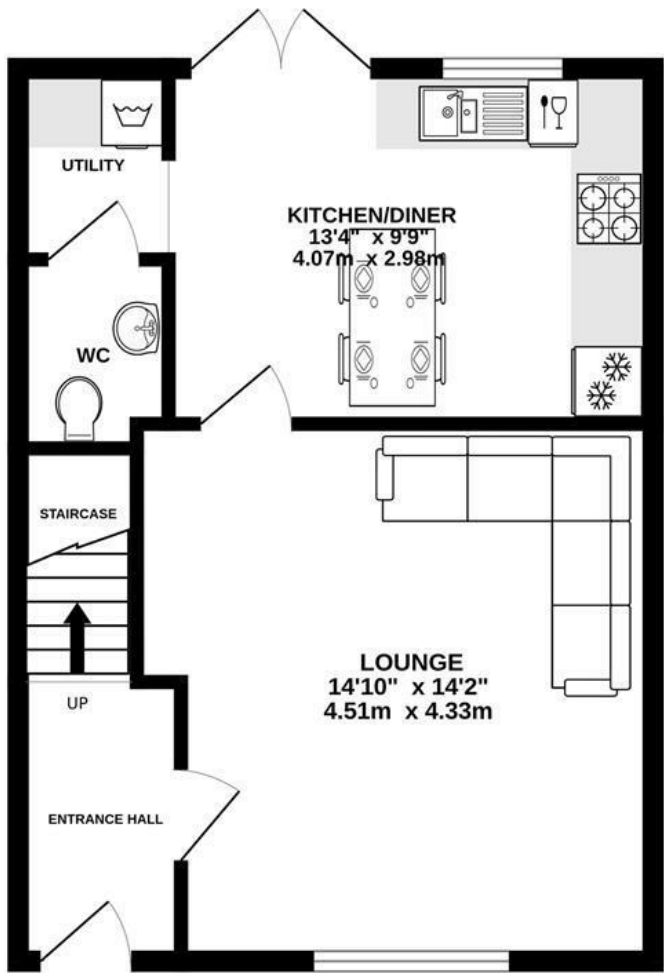 UTILITY
KITCHEN/DINER
13'4" x 9'9"
4.07m x 2.98m
WC
STAIRCASE
LOUNGE
14'10" x 14'2"
4.51m x 4.33m
UP
ENTRANCE HALL